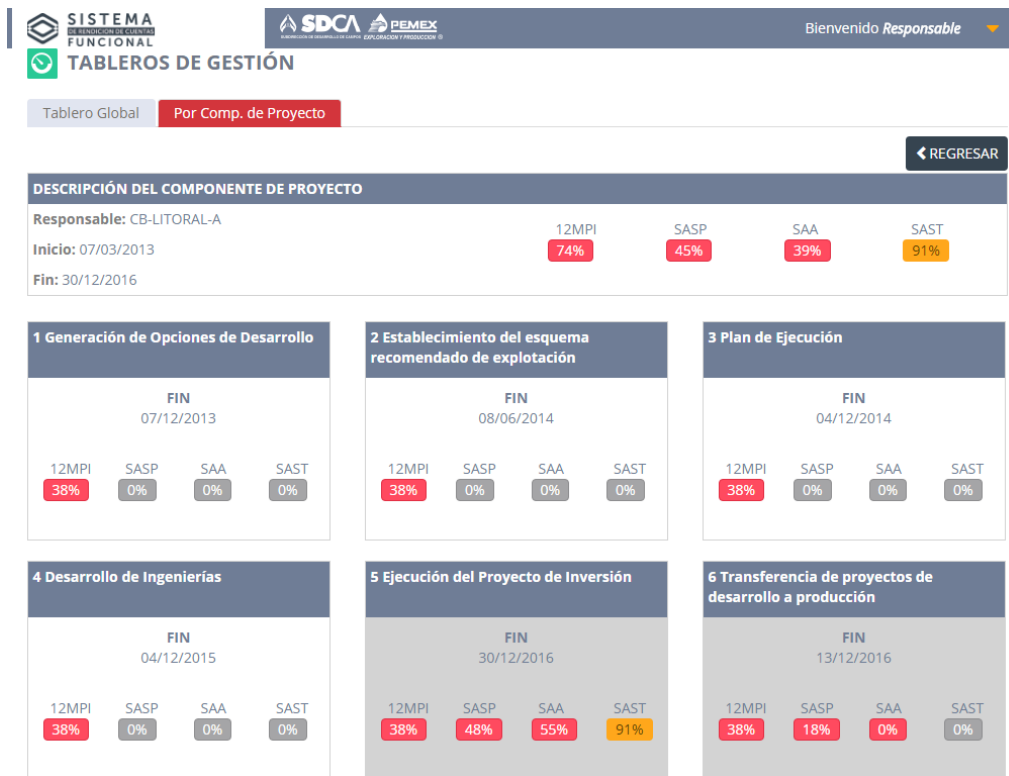 SISTEMA
DE RENDICIÓN DE CUENTAS
FUNCIONAL
SDCA
PEMEX
EXPLORACIÓN Y PRODUCCIÓN
Bienvenido Responsable
TABLEROS DE GESTIÓN
Tablero Global
Por Comp. de Proyecto
REGRESAR
DESCRIPCIÓN DEL COMPONENTE DE PROYECTO
Responsable: CB-LITORAL-A
Inicio: 07/03/2013
Fin: 30/12/2016
12MPI SASP SAA SAST
74% 45% 39% 91%
1 Generación de Opciones de Desarrollo
FIN
07/12/2013
12MPI SASP SAA SAST
38% 0% 0% 0%
2 Establecimiento del esquema
recomendado de explotación
FIN
08/06/2014
12MPI SASP SAA SAST
38% 0% 0% 0%
3 Plan de Ejecución
FIN
04/12/2014
12MPI SASP SAA SAST
38% 0% 0% 0%
4 Desarrollo de Ingenierías
FIN
04/12/2015
12MPI SASP SAA SAST
38% 0% 0% 0%
5 Ejecución del Proyecto de Inversión
FIN
30/12/2016
12MPI SASP SAA SAST
38% 48% 55% 91%
6 Transferencia de proyectos de
desarrollo a producción
FIN
13/12/2016
12MPI SASP SAA SAST
38% 18% 0% 0%